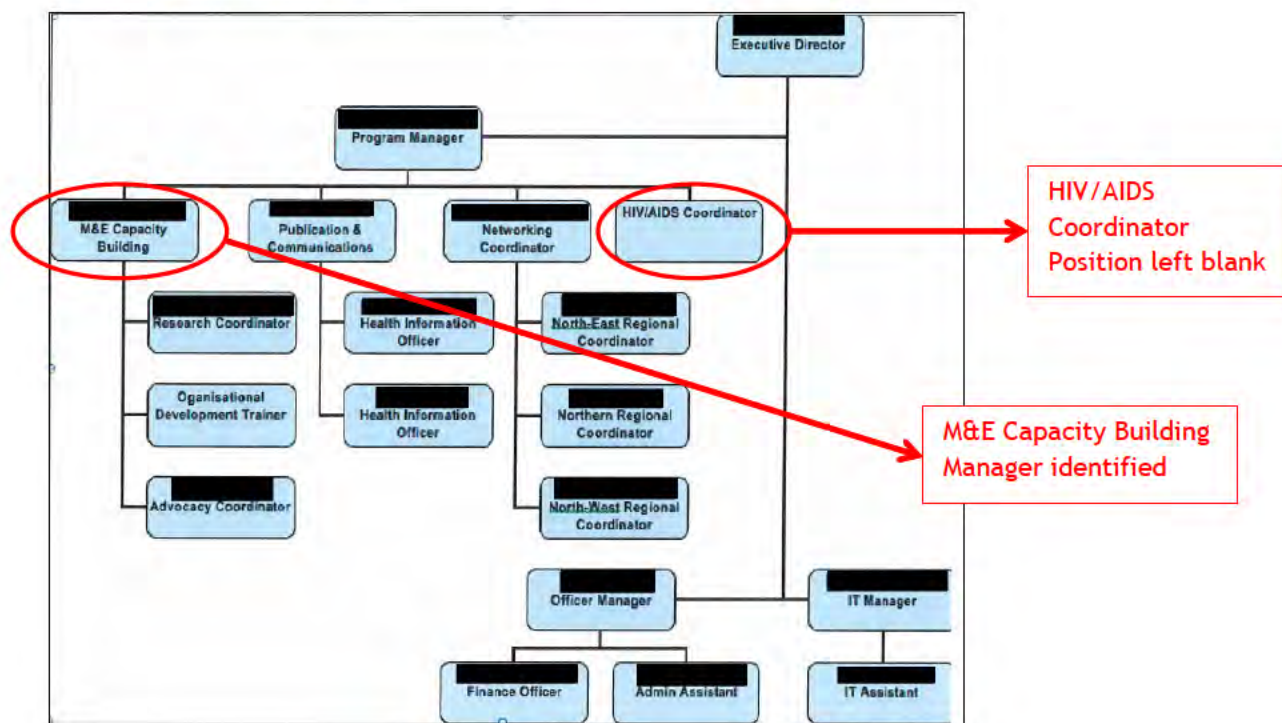 Executive Director
Program Manager
M&E Capacity
Building
Publication &
Communications
Networking
Coordinator
HIV/AIDS Coordinator
HIV/AIDS
Coordinator
Position left blank
Research Coordinator
Health Information
Officer
North-East Regional
Coordinator
Oganisational
Development Trainer
Health Information
Officer
Northern Regional
Coordinator
M&E Capacity Building
Manager identified
Advocacy Coordinator
North-West Regional
Coordinator
Officer Manager
IT Manager
Finance Officer
Admin Assistant
IT Assistant